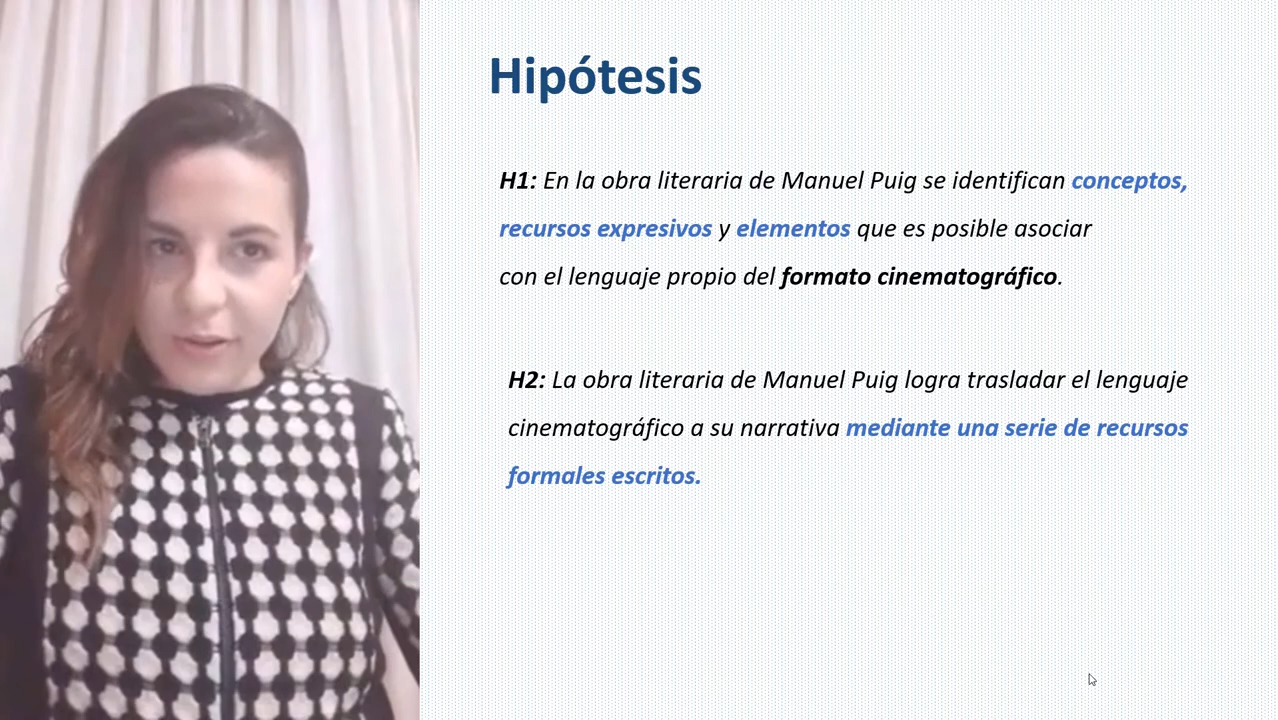 Hipótesis
H1: En la obra literaria de Manuel Puig se identifican conceptos,
recursos expresivos y elementos que es posible asociar
con el lenguaje propio del formato cinematográfico.
H2: La obra literaria de Manuel Puig logra trasladar el lenguaje
cinematográfico a su narrativa mediante una serie de recursos
formales escritos.